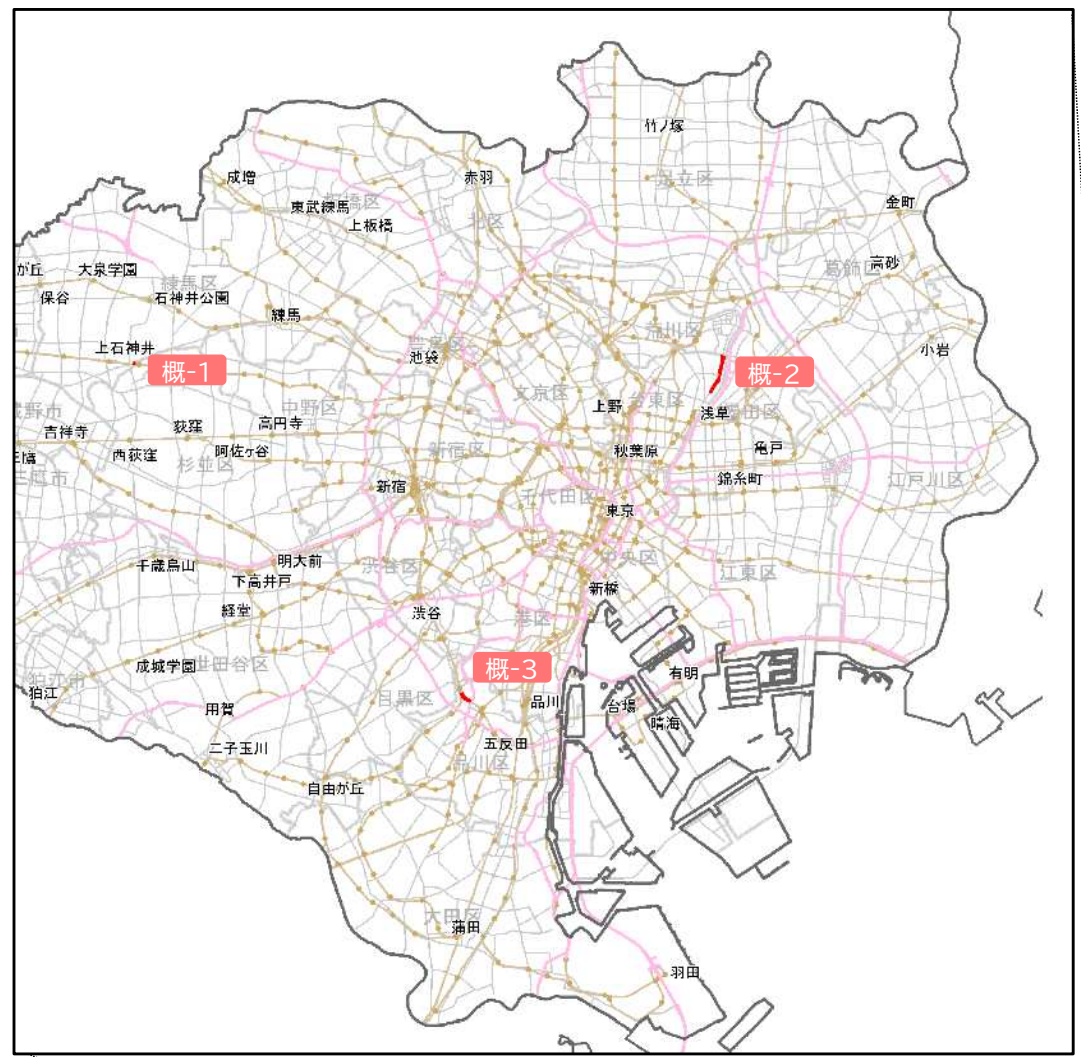 竹ノ塚
足立区
成増
赤羽
板橋区
東武練馬
北区
金町
上板橋
高砂
葛飾区
が丘
大泉学園
練馬区
保谷
石神井公園
練馬
荒川区
上石神井
豊島区
池袋
小岩
概-1
概-2
文京区
台東区
上野
浅草
墨田区
中野区
武蔵野市
吉祥寺
荻窪
高円寺
西荻窪
阿佐ヶ谷
杉並区
新宿区
秋葉原
亀戸
三鷹
三鷹市
新宿
錦糸町
江戸川区
千代田区
東京
中央区
江東区
千歳烏山
明大前
渋谷区
下高井戸
経堂
渋谷
新橋
港区
成城学園
世田谷区
概-3
有明
狛江市
狛江
用賀
目黒区
品川
台場
晴海
二子玉川
五反田
品川区
自由が丘
大田区
蒲田
羽田